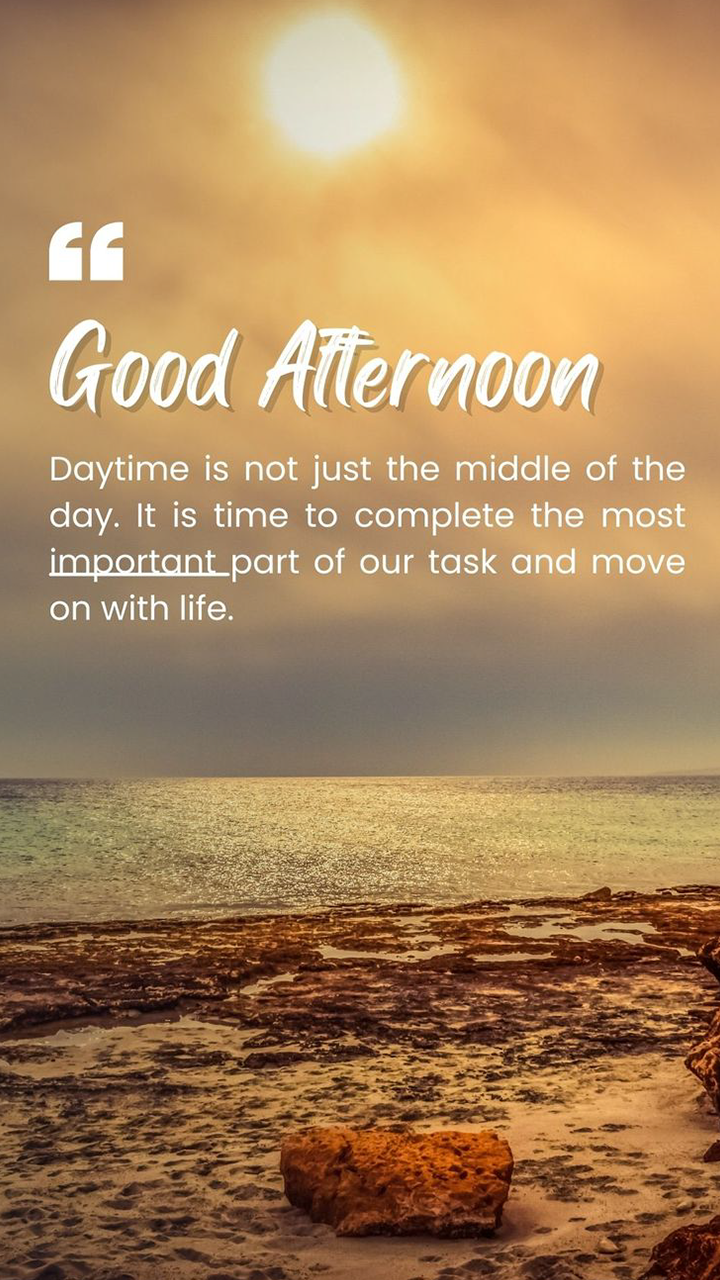 “
Good Afternoon
Daytime is not just the middle of the
day. It is time to complete the most
important part of our task and move
on with life.